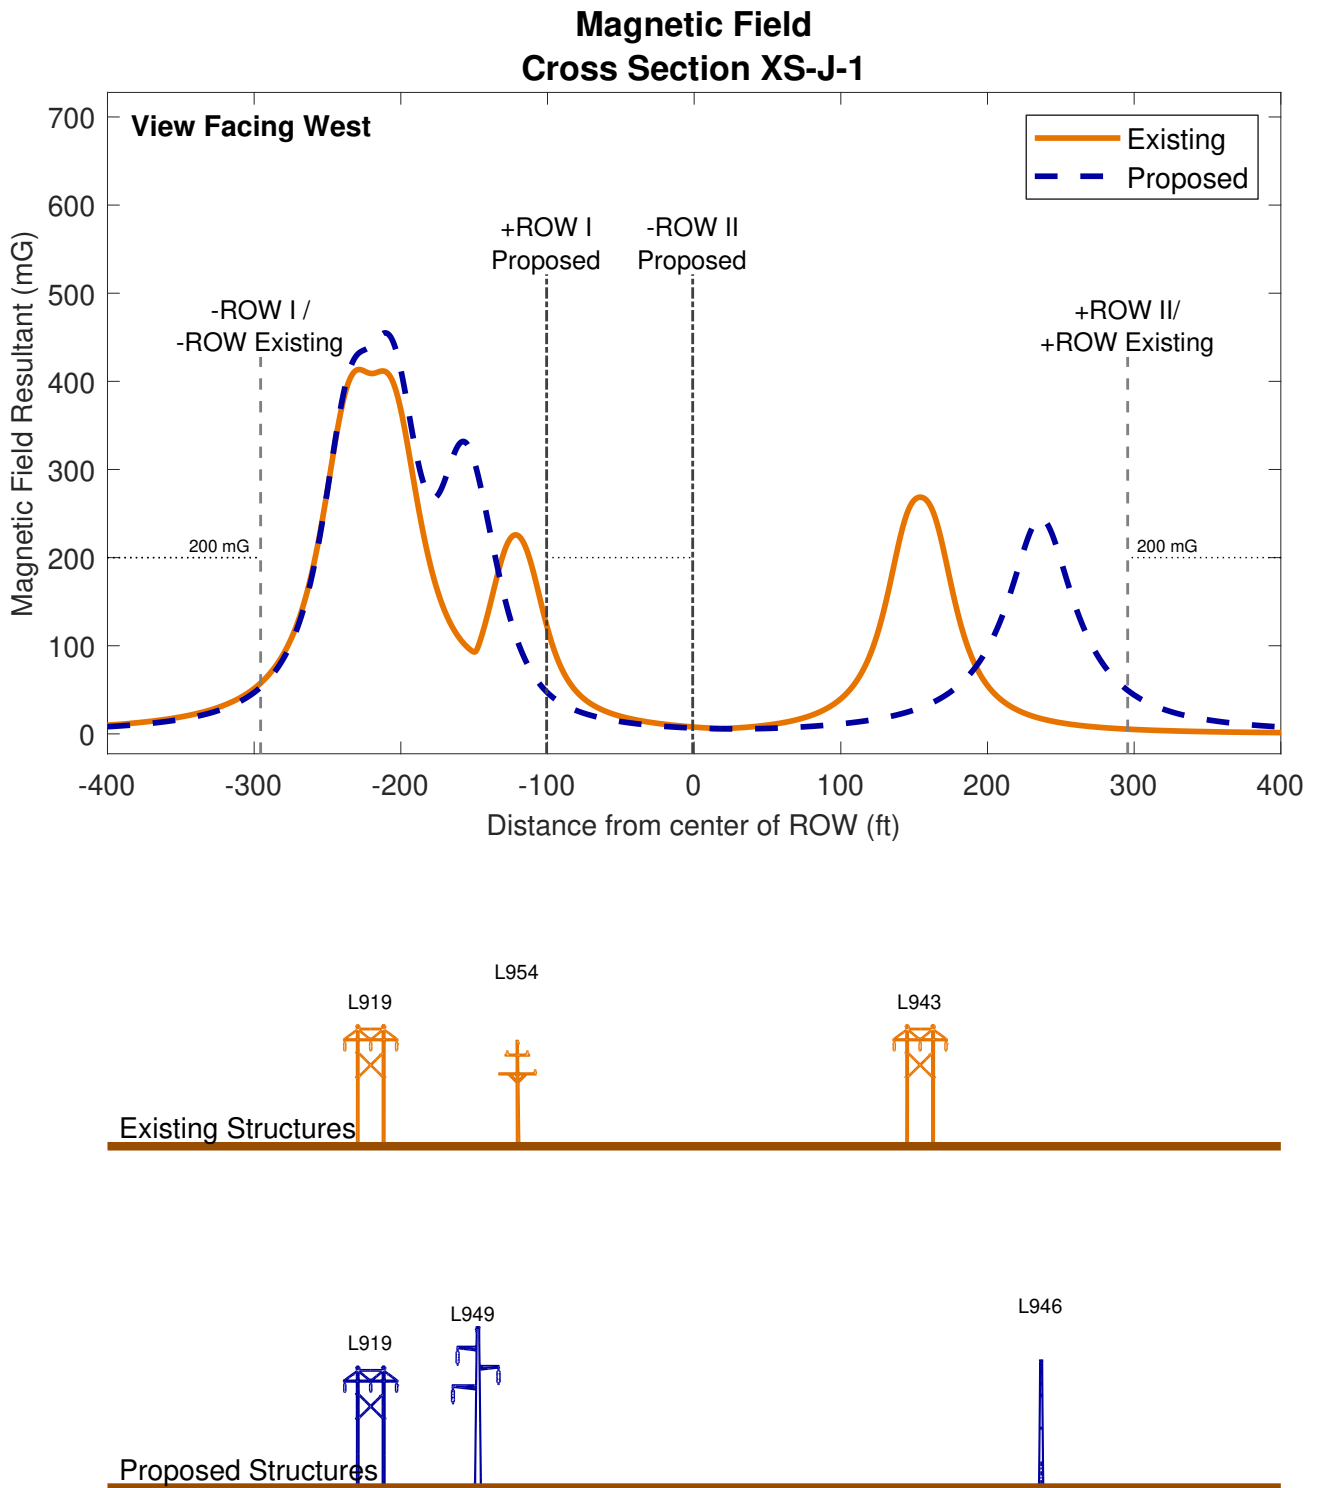 Magnetic Field
Cross Section XS-J-1
View Facing West
Existing
Proposed
700
600
500
400
300
200
100
0
Magnetic Field Resultant (mG)
+ROW I
Proposed
-ROW II
Proposed
-ROW I /
-ROW Existing
+ROW II/
+ROW Existing
200 mG
200 mG
-400
-300
-200
-100
0
100
200
300
400
Distance from center of ROW (ft)
L954
L919
L943
Existing Structures
L946
L949
L919
Proposed Structures